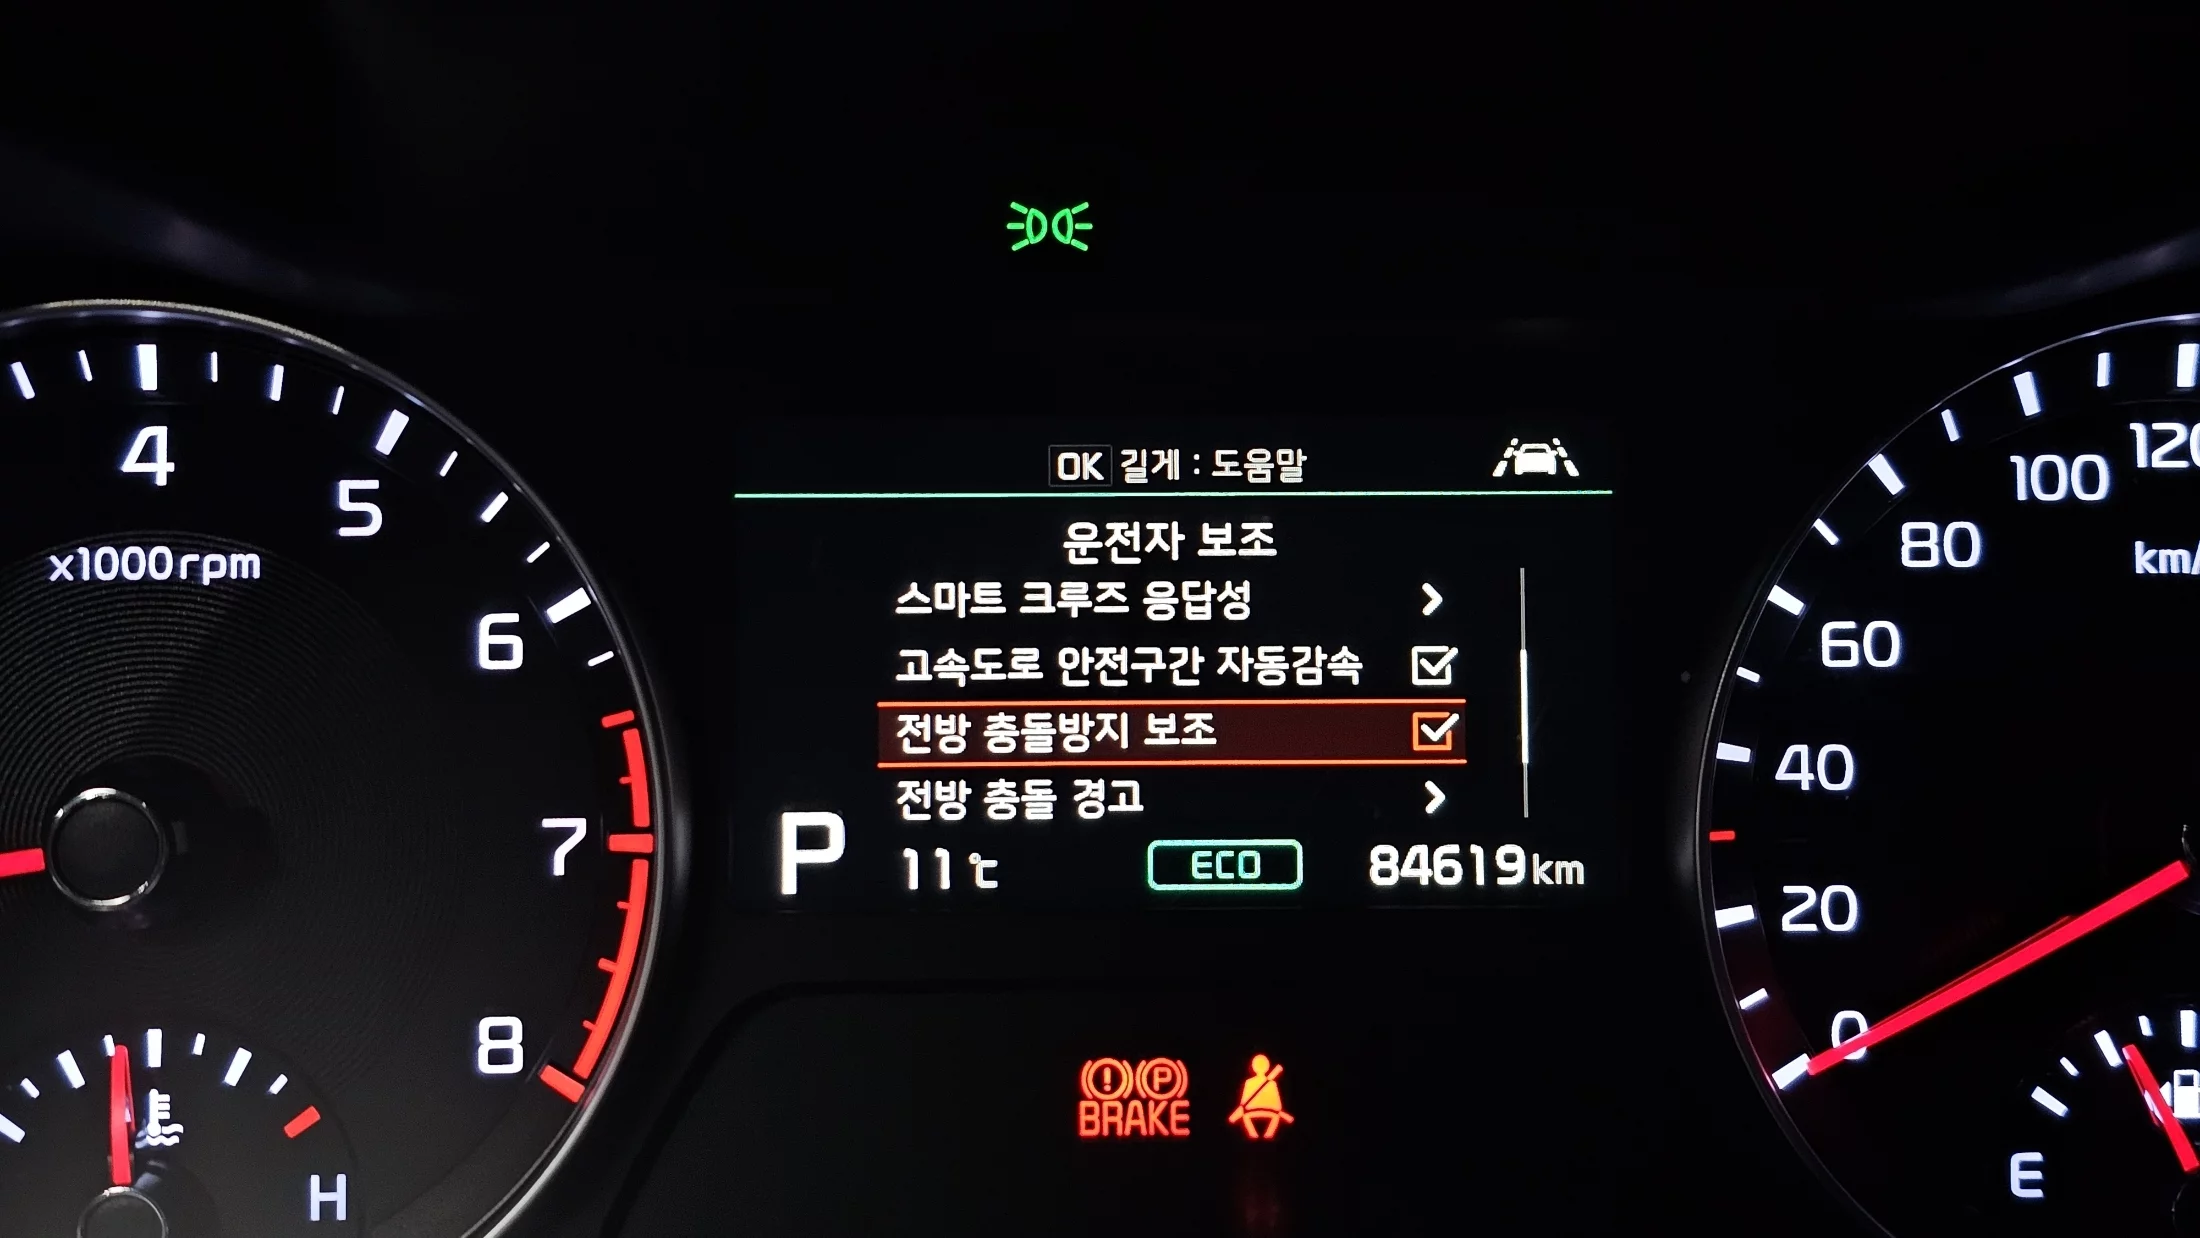 OK 길게 : 도움말
운전자 보조
스마트 크루즈 응답성
고속도로 안전구간 자동감속
전방 충돌방지 보조
전방 충돌 경고
P 11℃ ECO 84619km
4
5
x1000rpm
6
7
8
H
120
100
km/
80
60
40
20
0
E
! P
BRAKE